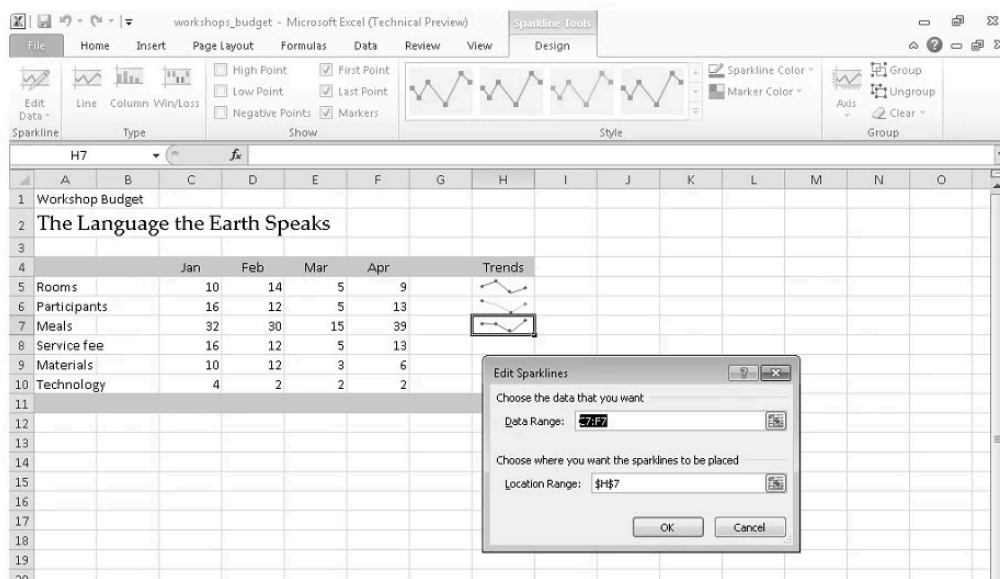 workshops_budget - Microsoft Excel (Technical Preview) Sparkline Tools
File Home Insert Page Layout Formulas Data Review View Design
Edit Data Line Column Win/Loss
High Point First Point
Low Point Last Point
Negative Points Markers
Sparkline Color
Marker Color
Axis Group
Ungroup
Clear
Sparkline Type Show Style Group
H7 fx
A B C D E F G H I J K L M N O
1 Workshop Budget
2 The Language the Earth Speaks
3
4 Jan Feb Mar Apr Trends
5 Rooms 10 14 5 9
6 Participants 16 12 5 13
7 Meals 32 30 15 39
8 Service fee 16 12 5 13
9 Materials 10 12 3 6
10 Technology 4 2 2 2
11
12
13
14
15
16
17
18
19
Edit Sparklines
Choose the data that you want
Data Range: C7:F7
Choose where you want the sparklines to be placed
Location Range: $H$7
OK Cancel